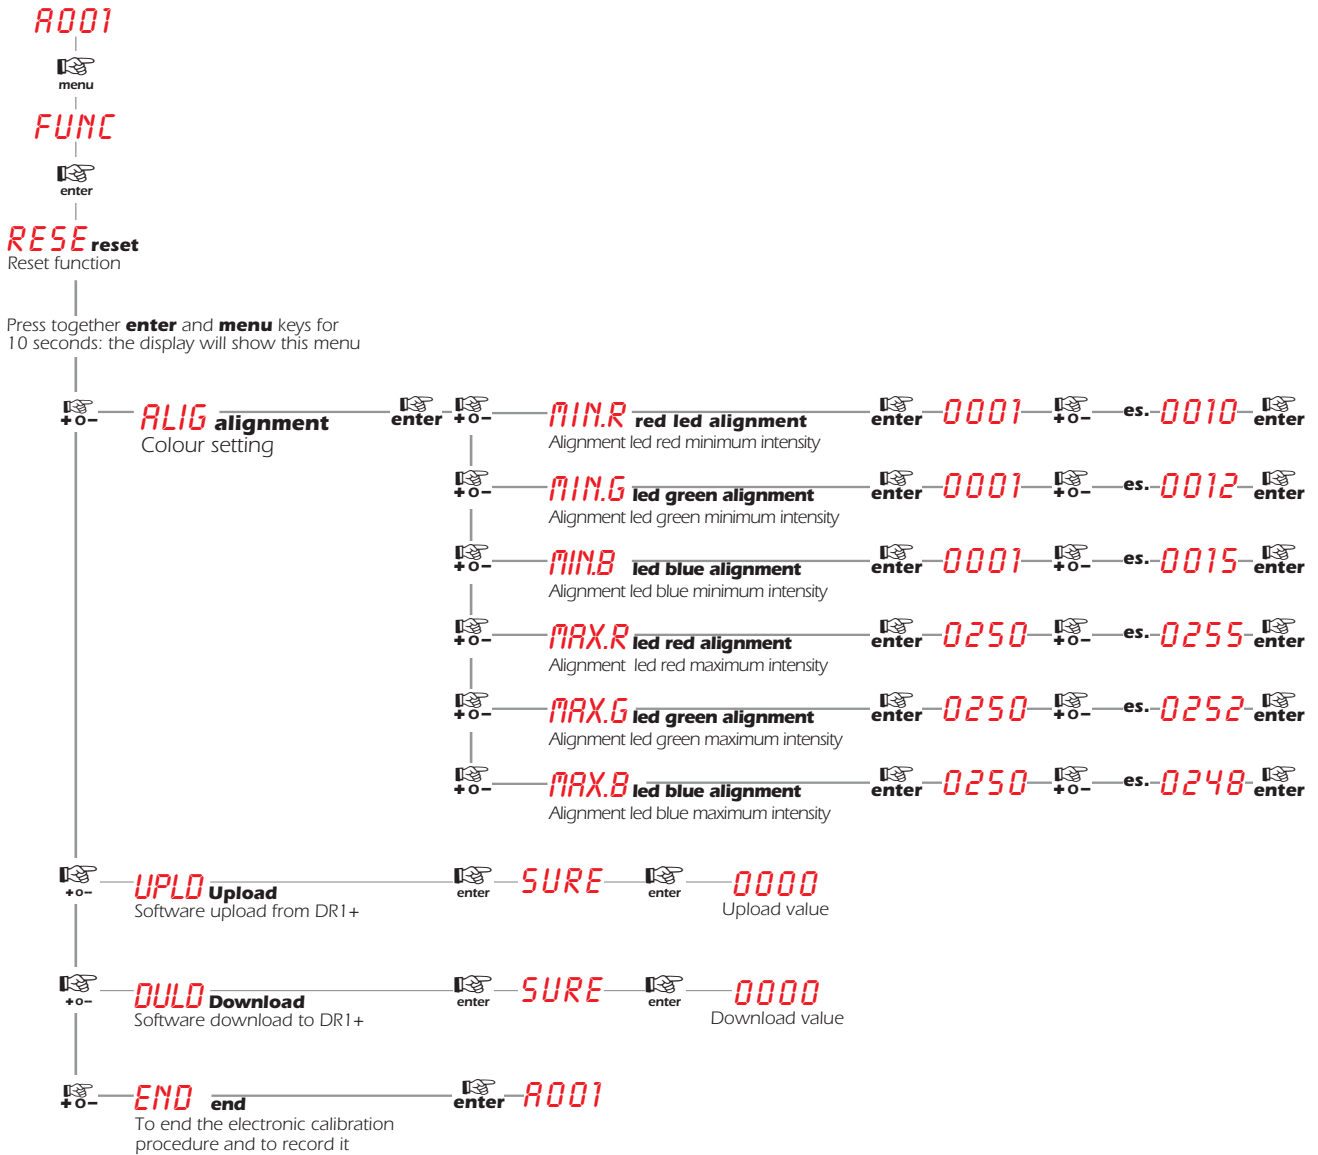 A001
menu
FUNC
enter
RESE reset
Reset function
Press together enter and menu keys for
10 seconds: the display will show this menu
+o- ALIG alignment enter +o- MIN.R red led alignment enter 0001 +o- es. 0010 enter
Colour setting
Alignment led red minimum intensity
+o- MIN.G led green alignment enter 0001 +o- es. 0012 enter
Alignment led green minimum intensity
+o- MIN.B led blue alignment enter 0001 +o- es. 0015 enter
Alignment led blue minimum intensity
+o- MAX.R led red alignment enter 0250 +o- es. 0255 enter
Alignment led red maximum intensity
+o- MAX.G led green alignment enter 0250 +o- es. 0252 enter
Alignment led green maximum intensity
+o- MAX.B led blue alignment enter 0250 +o- es. 0248 enter
Alignment led blue maximum intensity
+o- UPLD Upload enter SURE enter 0000
Software upload from DR1+
Upload value
+o- DULD Download enter SURE enter 0000
Software download to DR1+
Download value
+o- END end enter A001
To end the electronic calibration
procedure and to record it